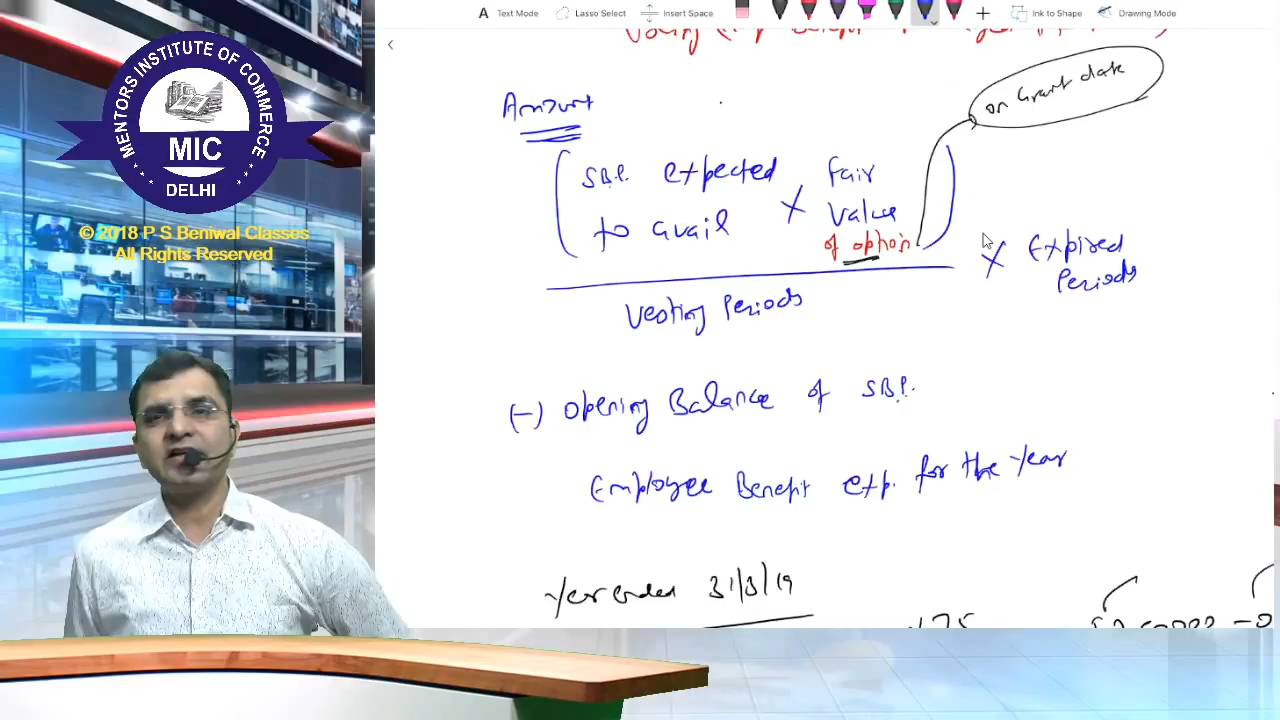 Text Mode Lasso Select Insert Space Ink to Shape Drawing Mode
MENTORS INSTITUTE OF COMMERCE
MIC
DELHI
© 2018 P S Beniwal Classes
All Rights Reserved
on Grant date
Amount
S.B.P. expected
to avail
×
Fair
Value
of option
× Expired
Periods
Vesting Periods
(-) Opening Balance of S.B.P.
Employee Benefit exp. for the year
Year ended 31/3/19